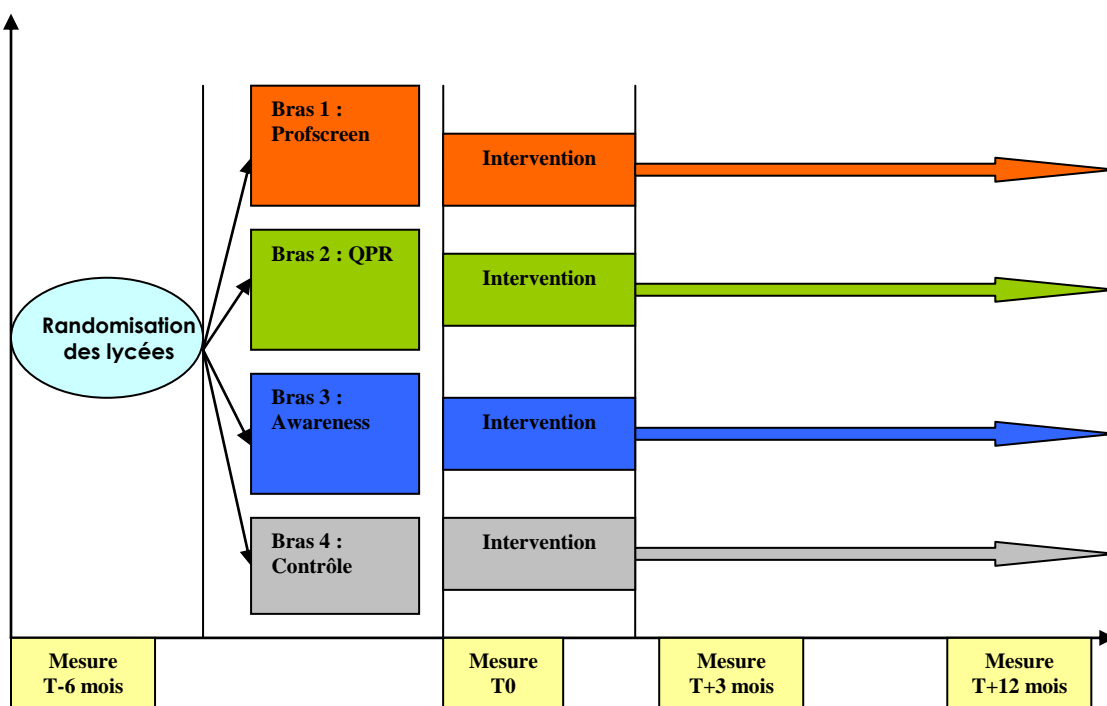 Bras 1 :
Profscreen
Intervention
Bras 2 : QPR
Intervention
Randomisation
des lycées
Bras 3 :
Awareness
Intervention
Bras 4 :
Contrôle
Intervention
Mesure
T-6 mois
Mesure
T0
Mesure
T+3 mois
Mesure
T+12 mois